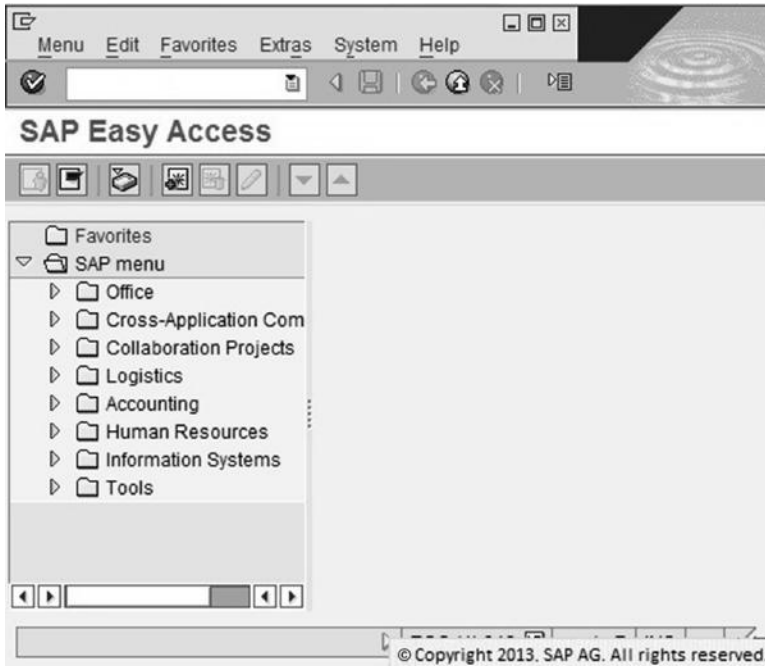 Menu Edit Favorites Extras System Help
SAP Easy Access
Favorites
SAP menu
Office
Cross-Application Com
Collaboration Projects
Logistics
Accounting
Human Resources
Information Systems
Tools
© Copyright 2013. SAP AG. All rights reserved